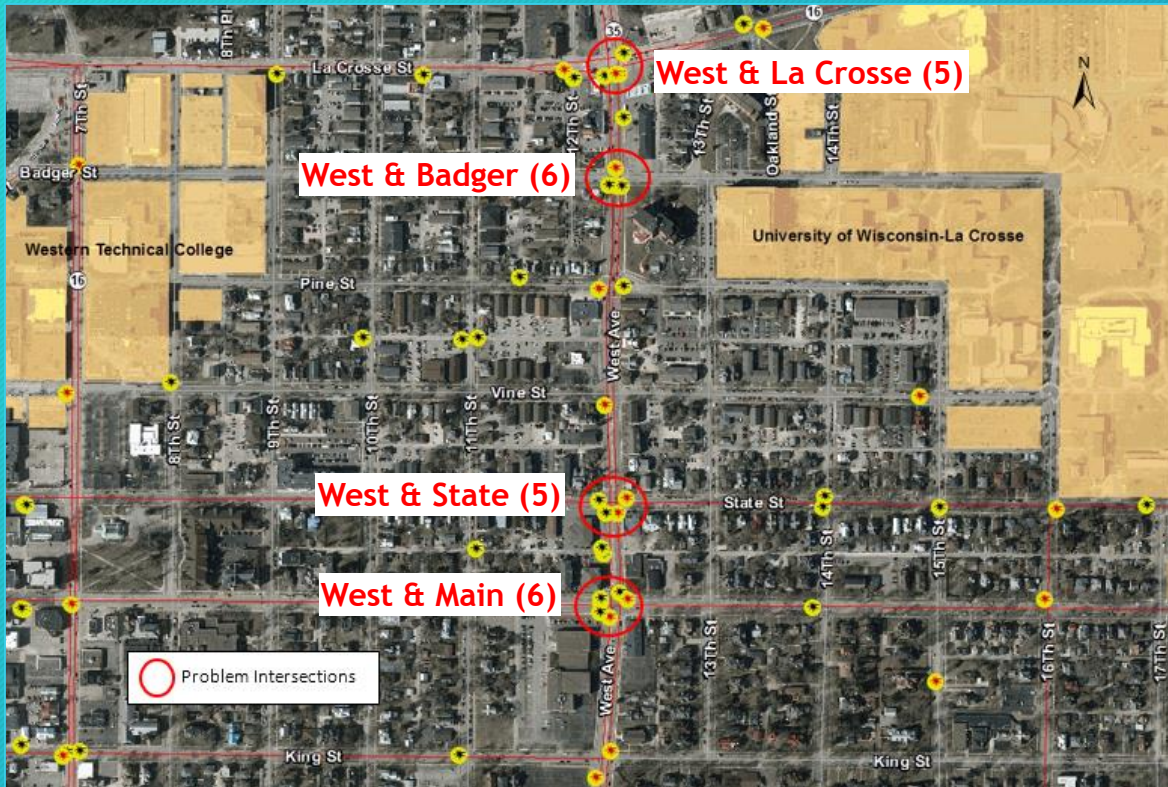 8Th Pl
16
35
La Crosse St
West & La Crosse (5)
N
7Th St
12Th St
13Th St
Oakland St
14Th St
Badger St
West & Badger (6)
Western Technical College
University of Wisconsin-La Crosse
16
Pine St
West Ave
Vine St
8Th St
9Th St
10Th St
11Th St
West & State (5)
State St
14Th St
15Th St
West & Main (6)
13Th St
16Th St
17Th St
West Ave
Problem Intersections
King St
King St